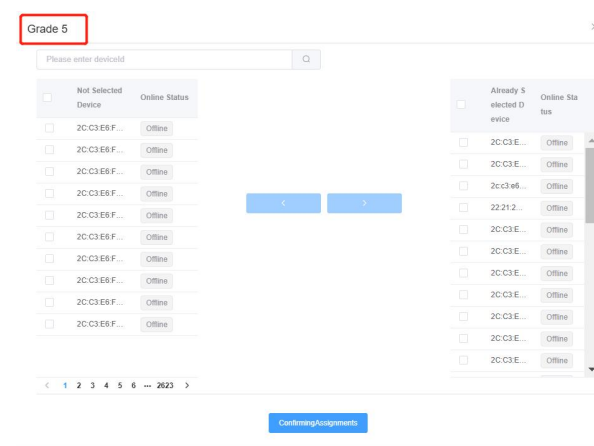 Grade 5
Please enter deviceId
Not Selected
Device
Online Status
2C:C3:E6:F... Offline
2C:C3:E6:F... Offline
2C:C3:E6:F... Offline
2C:C3:E6:F... Offline
2C:C3:E6:F... Offline
2C:C3:E6:F... Offline
2C:C3:E6:F... Offline
2C:C3:E6:F... Offline
2C:C3:E6:F... Offline
2C:C3:E6:F... Offline
< 1 2 3 4 5 6 ... 2623 >
< >
Already S
elected D
evice
Online Sta
tus
2C:C3:E... Offline
2C:C3:E... Offline
2c:c3:e6... Offline
22:21:2... Offline
2C:C3:E... Offline
2C:C3:E... Offline
2C:C3:E... Offline
2C:C3:E... Offline
2C:C3:E... Offline
2C:C3:E... Offline
2C:C3:E... Offline
ConfirmingAssignments